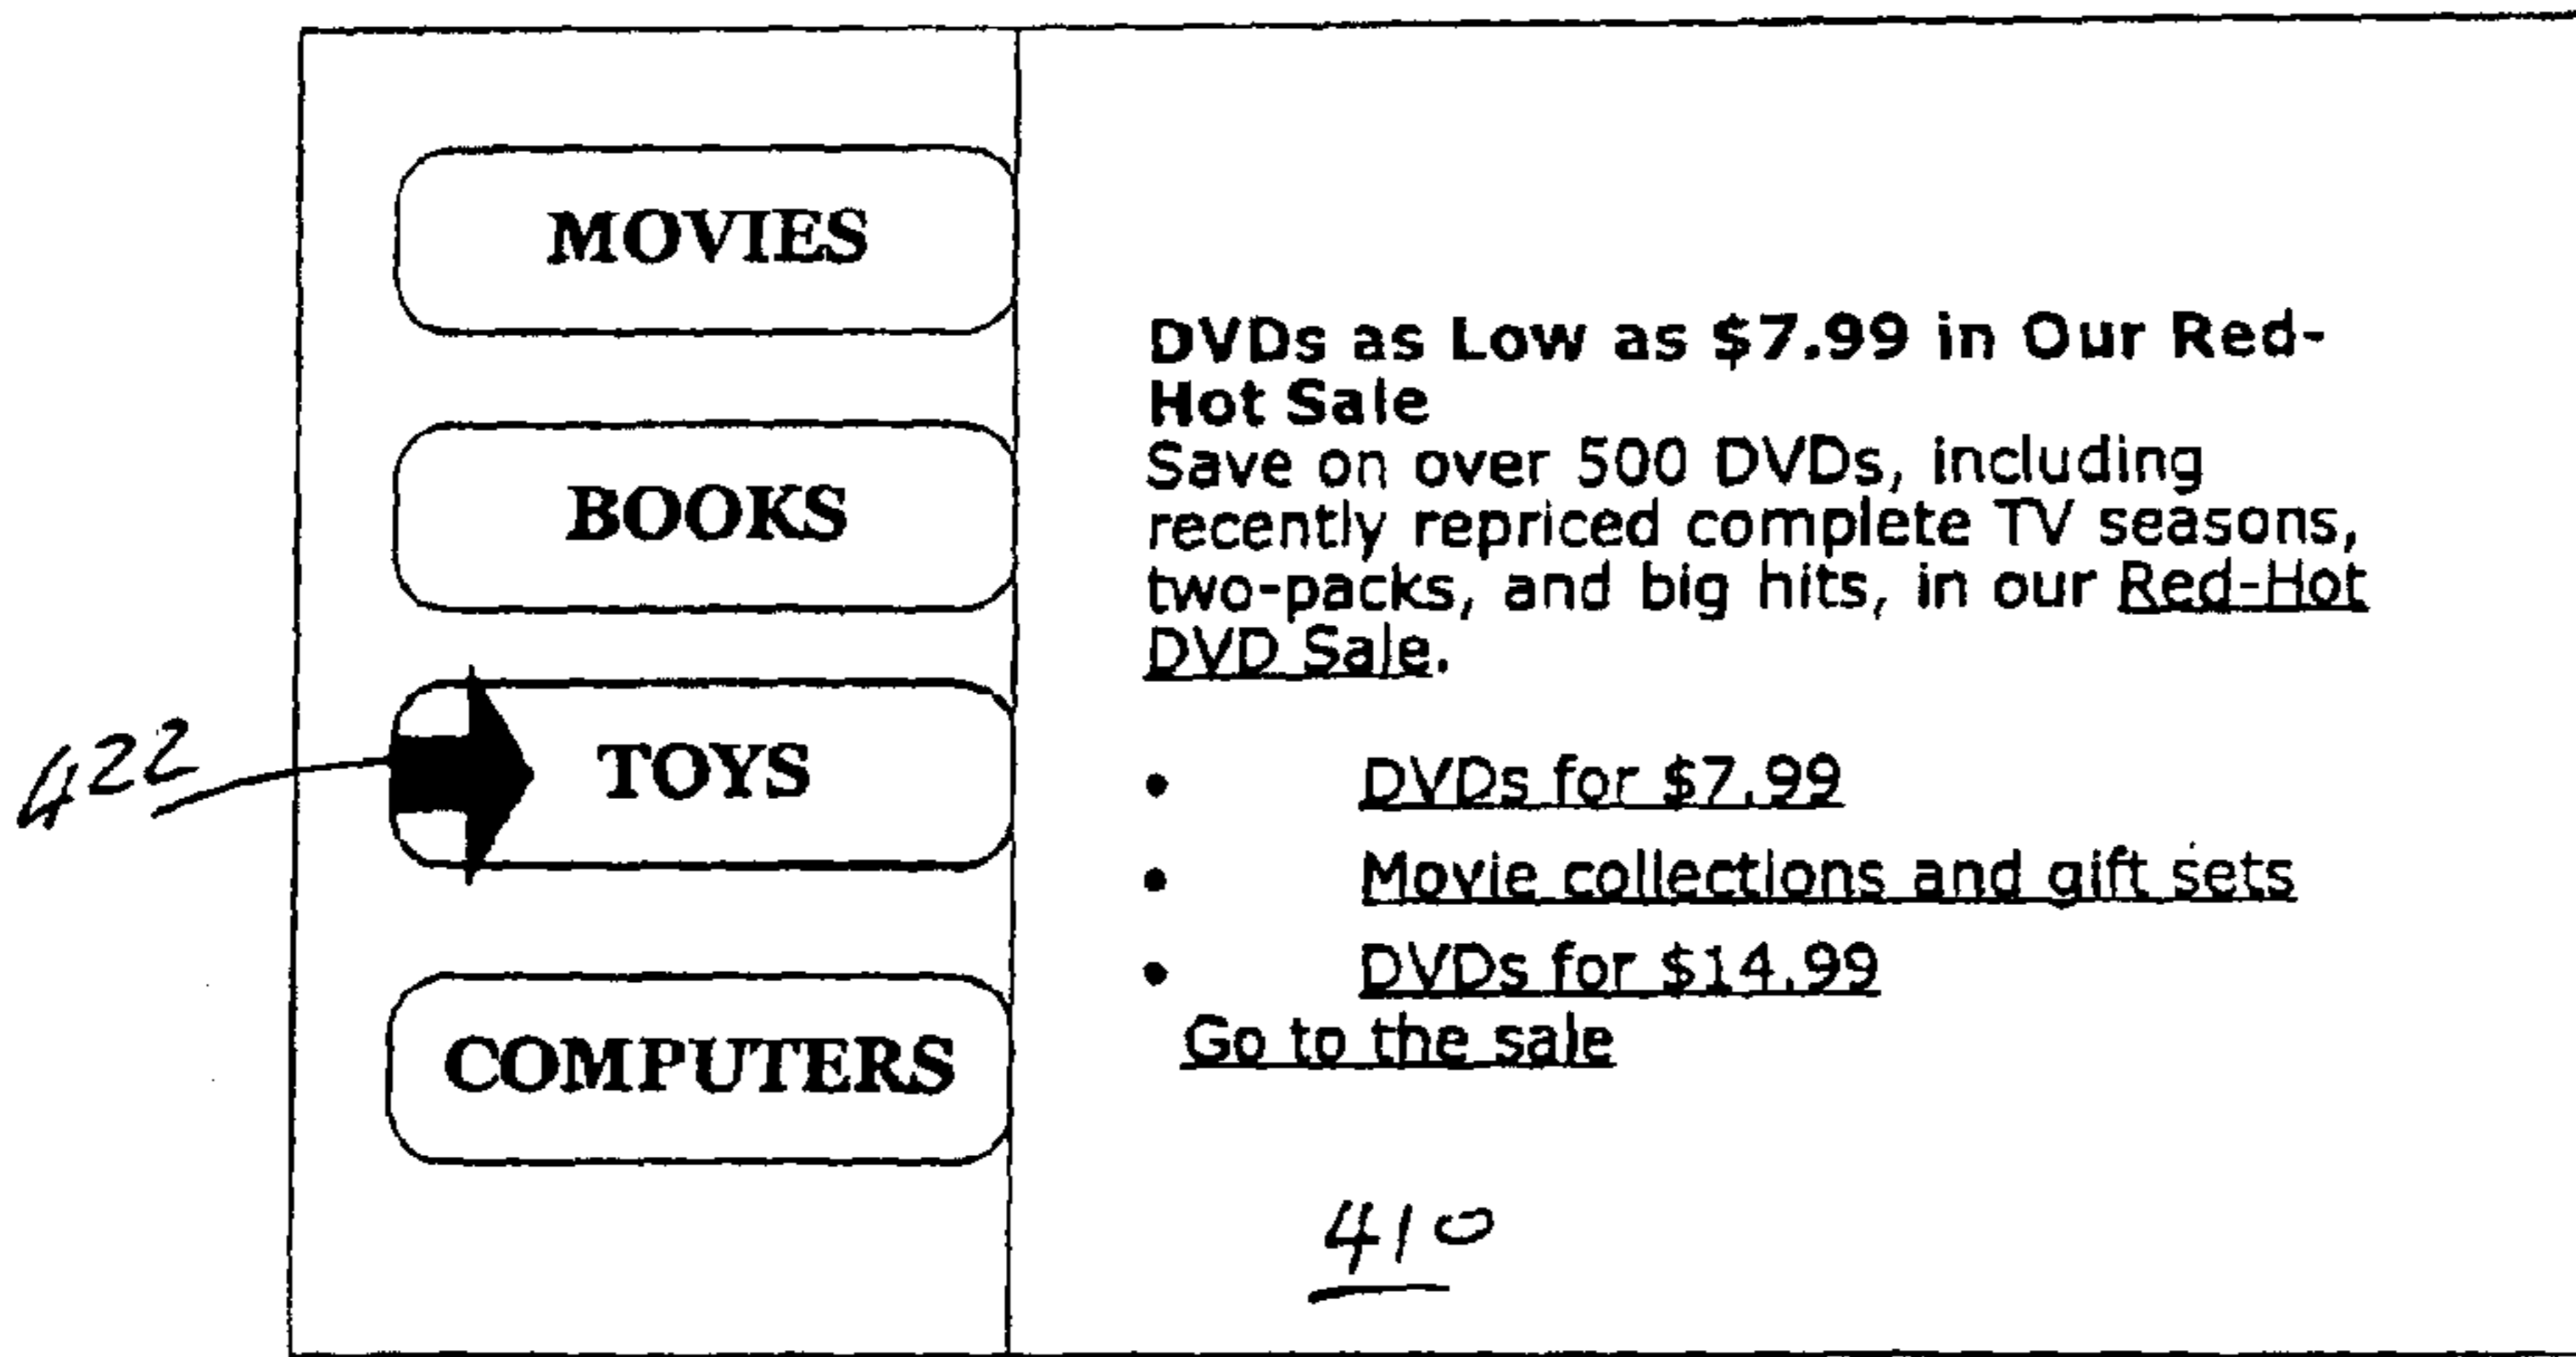 MOVIES
BOOKS
422
TOYS
COMPUTERS
DVDs as Low as $7.99 in Our Red-
Hot Sale
Save on over 500 DVDs, including
recently repriced complete TV seasons,
two-packs, and big hits, in our Red-Hot
DVD Sale.
• DVDs for $7.99
• Movie collections and gift sets
• DVDs for $14.99
Go to the sale
410